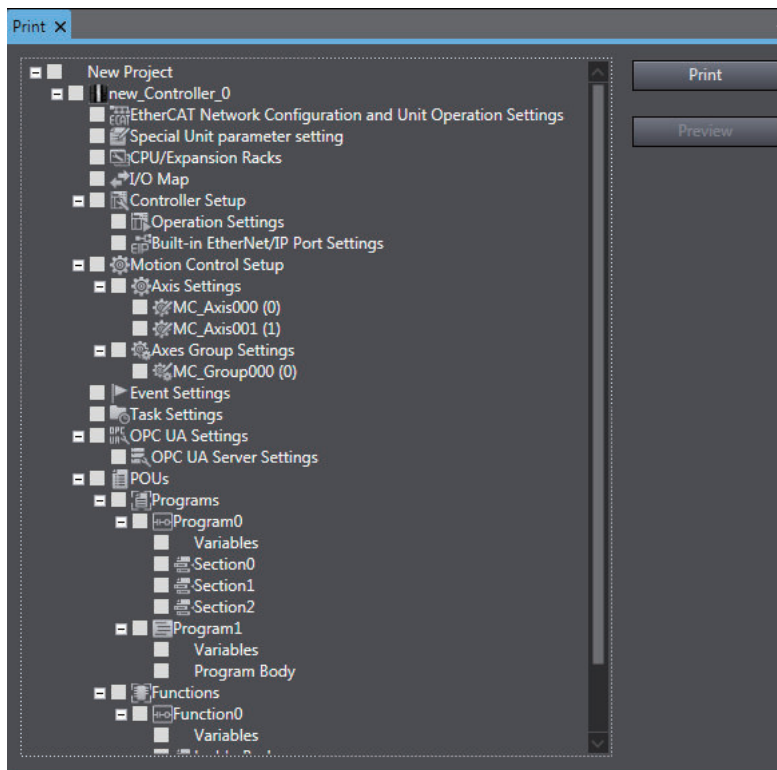 Print
New Project
Print
new_Controller_0
EtherCAT Network Configuration and Unit Operation Settings
Special Unit parameter setting
Preview
CPU/Expansion Racks
I/O Map
Controller Setup
Operation Settings
Built-in EtherNet/IP Port Settings
Motion Control Setup
Axis Settings
MC_Axis000 (0)
MC_Axis001 (1)
Axes Group Settings
MC_Group000 (0)
Event Settings
Task Settings
OPC UA Settings
OPC UA Server Settings
POUs
Programs
Program0
Variables
Section0
Section1
Section2
Program1
Variables
Program Body
Functions
Function0
Variables